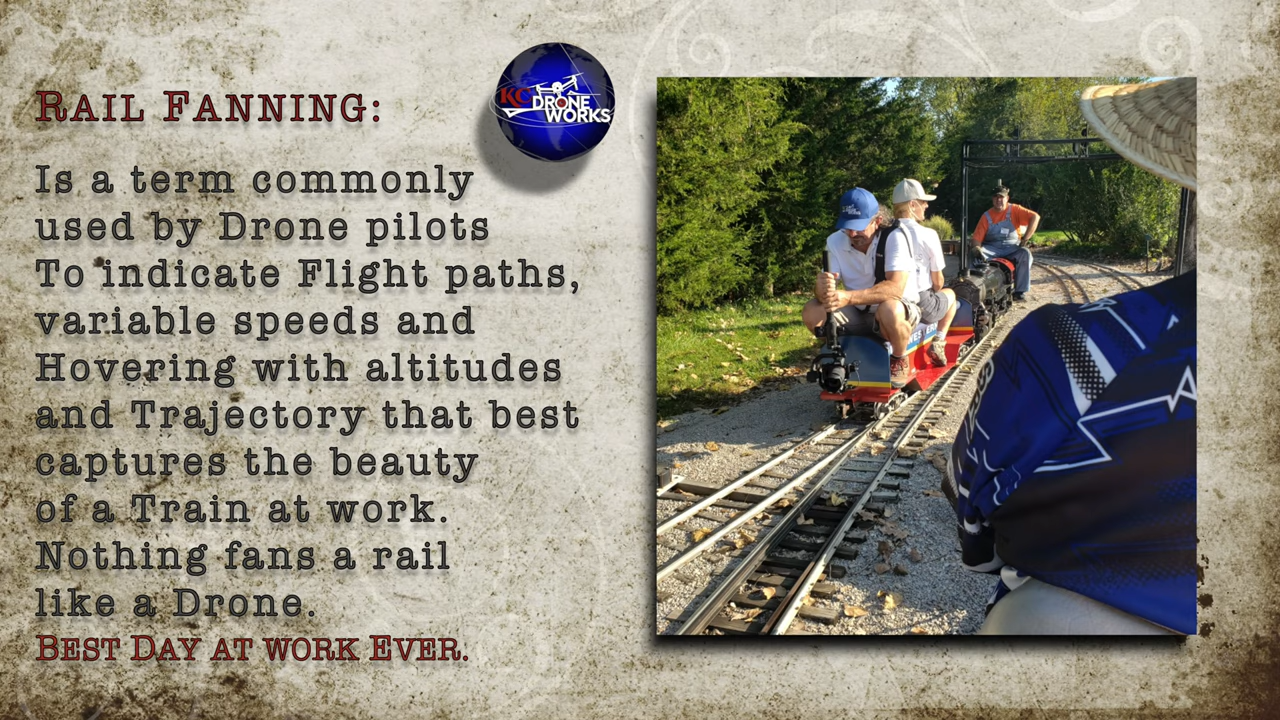 RAIL FANNING:
KC DRONE
WORKS
Is a term commonly
used by Drone pilots
To indicate Flight paths,
variable speeds and
Hovering with altitudes
and Trajectory that best
captures the beauty
of a Train at work.
Nothing fans a rail
like a Drone.
BEST DAY AT WORK EVER.